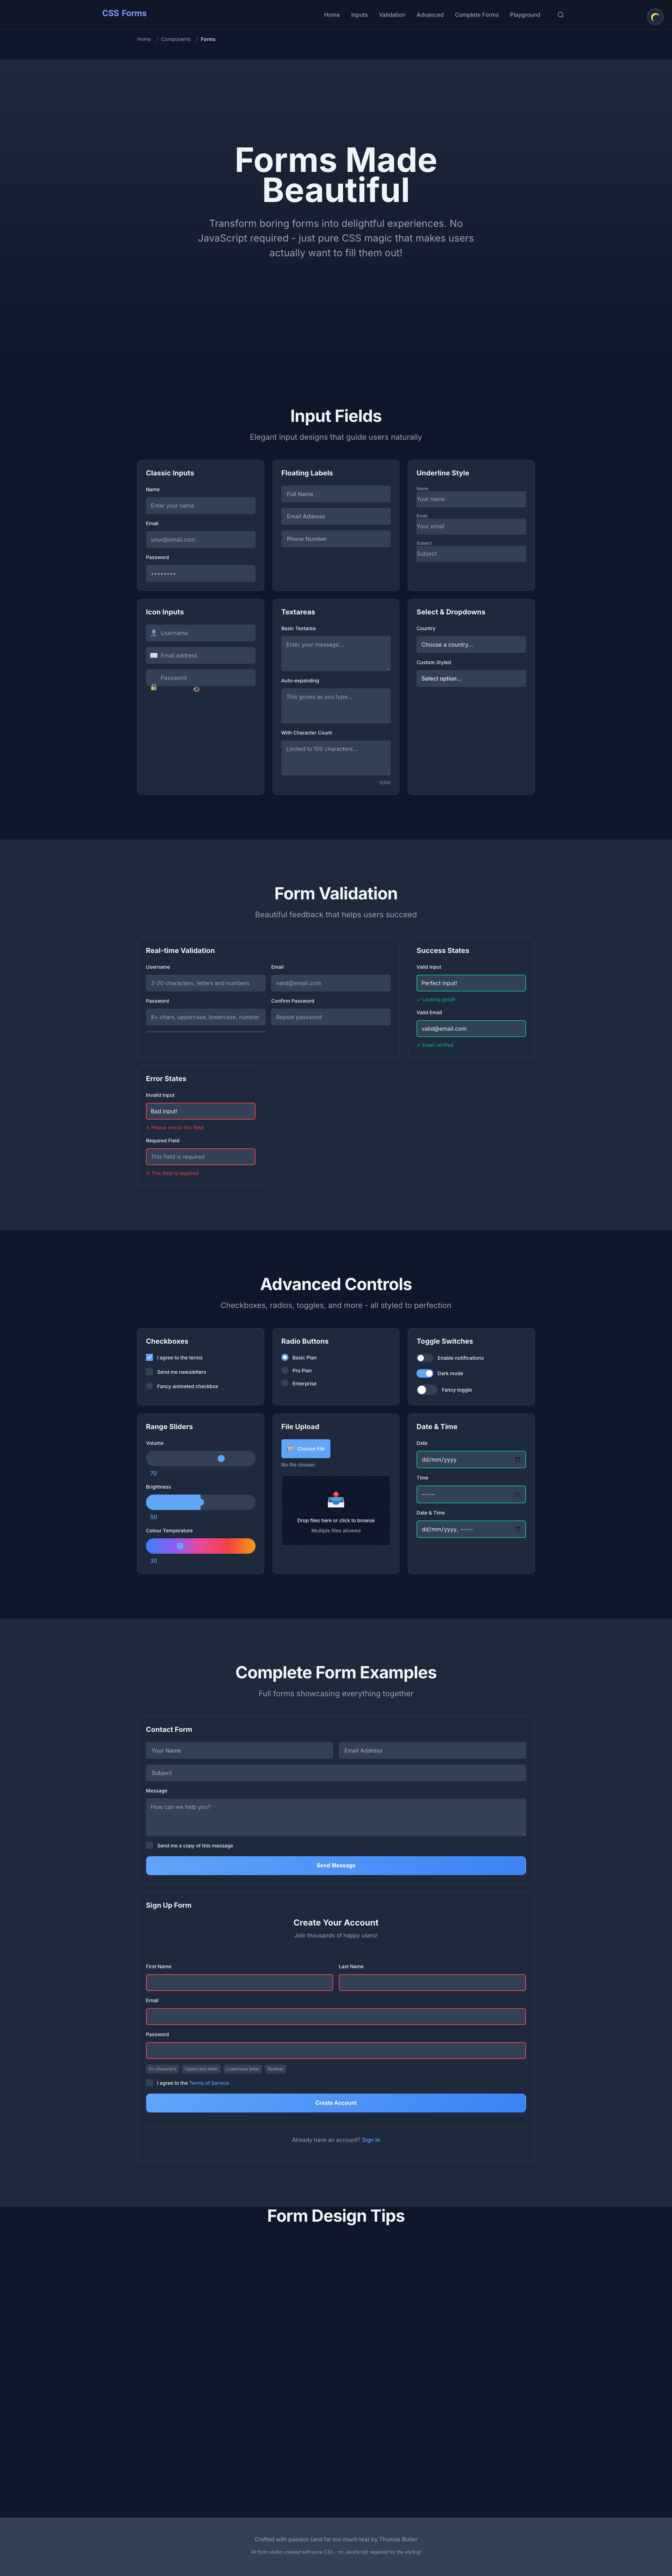 CSS Forms
Home
Inputs
Validation
Advanced
Complete Forms
Playground
Home / Components / Forms
Forms Made
Beautiful
Transform boring forms into delightful experiences. No
JavaScript required - just pure CSS magic that makes users
actually want to fill them out!
Input Fields
Elegant input designs that guide users naturally
Classic Inputs
Name
Enter your name
Email
your@email.com
Password
••••••••
Floating Labels
Full Name
Email Address
Phone Number
Underline Style
Name
Your name
Email
Your email
Subject
Subject
Icon Inputs
Username
Email address
Password
Textareas
Basic Textarea
Enter your message...
Auto-expanding
This grows as you type...
With Character Count
Limited to 100 characters...
0/100
Select & Dropdowns
Country
Choose a country...
Custom Styled
Select option...
Form Validation
Beautiful feedback that helps users succeed
Real-time Validation
Username
3-20 characters, letters and numbers
Email
valid@email.com
Password
8+ chars, uppercase, lowercase, number
Confirm Password
Repeat password
Success States
Valid Input
Perfect input!
✓ Looking good!
Valid Email
valid@email.com
✓ Email verified
Error States
Invalid Input
Bad input!
✗ Please check this field
Required Field
This field is required
✗ This field is required
Advanced Controls
Checkboxes, radios, toggles, and more - all styled to perfection
Checkboxes
I agree to the terms
Send me newsletters
Fancy animated checkbox
Radio Buttons
Basic Plan
Pro Plan
Enterprise
Toggle Switches
Enable notifications
Dark mode
Fancy toggle
Range Sliders
Volume
70
Brightness
50
Colour Temperature
30
File Upload
Choose File
No file chosen
Drop files here or click to browse
Multiple files allowed
Date & Time
Date
dd/mm/yyyy
Time
--:--
Date & Time
dd/mm/yyyy, --:--
Complete Form Examples
Full forms showcasing everything together
Contact Form
Your Name
Email Address
Subject
Message
How can we help you?
Send me a copy of this message
Send Message
Sign Up Form
Create Your Account
Join thousands of happy users!
First Name
Last Name
Email
Password
8+ characters
Uppercase letter
Lowercase letter
Number
I agree to the Terms of Service
Create Account
Already have an account? Sign in
Form Design Tips
Crafted with passion (and far too much tea) by Thomas Butler
All form styles created with pure CSS - no JavaScript required for the styling!